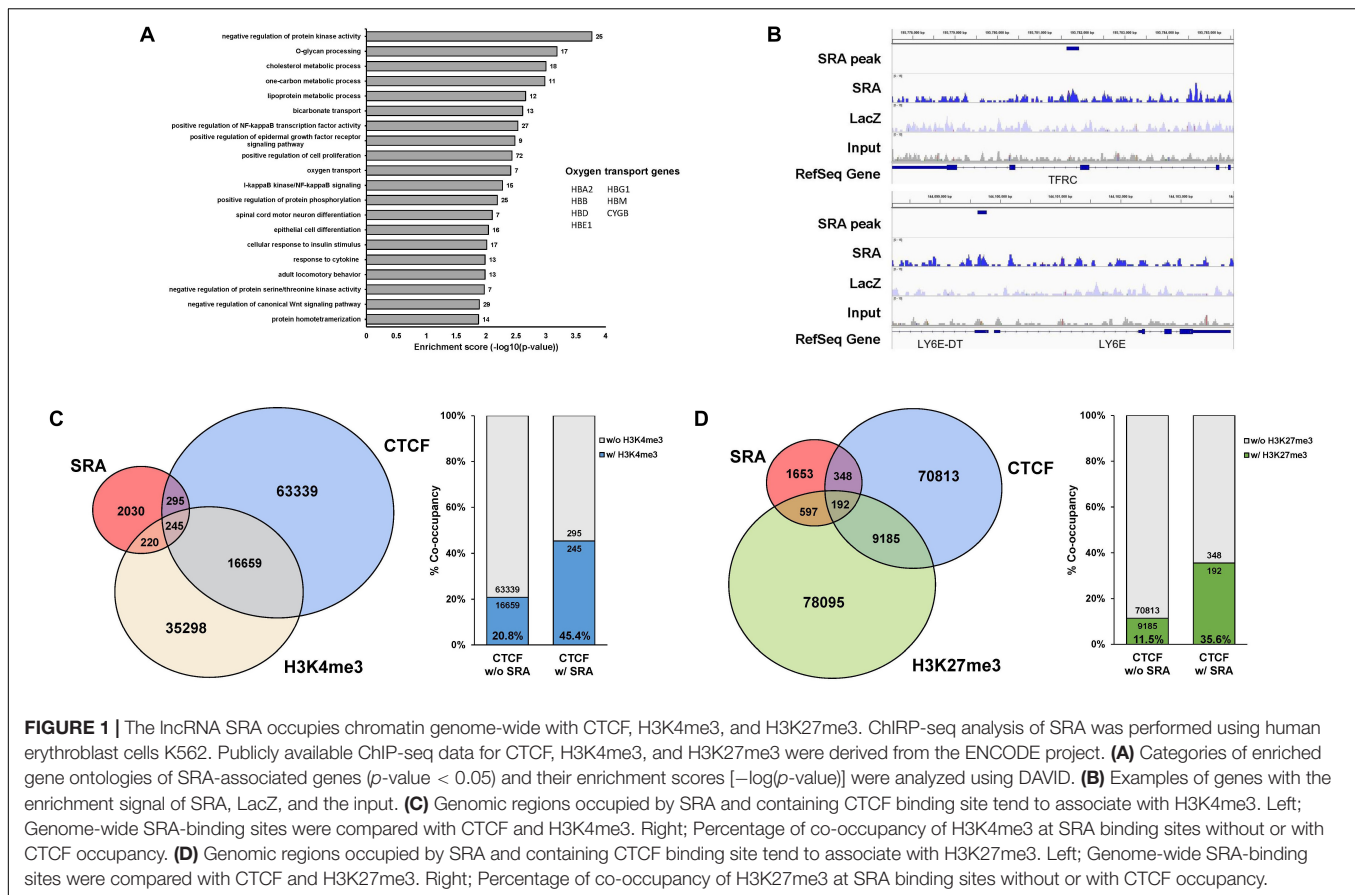 A
negative regulation of protein kinase activity 25
O-glycan processing 17
cholesterol metabolic process 18
one-carbon metabolic process 11
lipoprotein metabolic process 12
bicarbonate transport 13
positive regulation of NF-kappaB transcription factor activity 27
positive regulation of epidermal growth factor receptor
signaling pathway 9
positive regulation of cell proliferation 72
oxygen transport 7
I-kappaB kinase/NF-kappaB signaling 15
positive regulation of protein phosphorylation 25
spinal cord motor neuron differentiation 7
epithelial cell differentiation 16
cellular response to insulin stimulus 17
response to cytokine 13
adult locomotory behavior 13
negative regulation of protein serine/threonine kinase activity 7
negative regulation of canonical Wnt signaling pathway 29
protein homotetramerization 14
0 0.5 1 1.5 2 2.5 3 3.5 4
Enrichment score (-log10(p-value))
Oxygen transport genes
HBA2 HBG1
HBB HBM
HBD CYGB
HBE1
B
SRA peak
SRA
LacZ
Input
RefSeq Gene
TFRC
SRA peak
SRA
LacZ
Input
RefSeq Gene
LY6E-DT LY6E
C
SRA
CTCF
2030
295
63339
245
220
16659
35298
H3K4me3
100%
80%
60%
40%
20%
0%
% Co-occupancy
w/o H3K4me3
w/ H3K4me3
63339
16659
20.8%
295
245
45.4%
CTCF
w/o SRA
CTCF
w/ SRA
D
SRA
CTCF
1653
348
70813
192
597
9185
78095
H3K27me3
100%
80%
60%
40%
20%
0%
% Co-occupancy
w/o H3K27me3
w/ H3K27me3
70813
9185
11.5%
348
192
35.6%
CTCF
w/o SRA
CTCF
w/ SRA
FIGURE 1 | The lncRNA SRA occupies chromatin genome-wide with CTCF, H3K4me3, and H3K27me3. ChIRP-seq analysis of SRA was performed using human
erythroblast cells K562. Publicly available ChIP-seq data for CTCF, H3K4me3, and H3K27me3 were derived from the ENCODE project. (A) Categories of enriched
gene ontologies of SRA-associated genes (p-value < 0.05) and their enrichment scores [−log(p-value)] were analyzed using DAVID. (B) Examples of genes with the
enrichment signal of SRA, LacZ, and the input. (C) Genomic regions occupied by SRA and containing CTCF binding site tend to associate with H3K4me3. Left;
Genome-wide SRA-binding sites were compared with CTCF and H3K4me3. Right; Percentage of co-occupancy of H3K4me3 at SRA binding sites without or with
CTCF occupancy. (D) Genomic regions occupied by SRA and containing CTCF binding site tend to associate with H3K27me3. Left; Genome-wide SRA-binding
sites were compared with CTCF and H3K27me3. Right; Percentage of co-occupancy of H3K27me3 at SRA binding sites without or with CTCF occupancy.